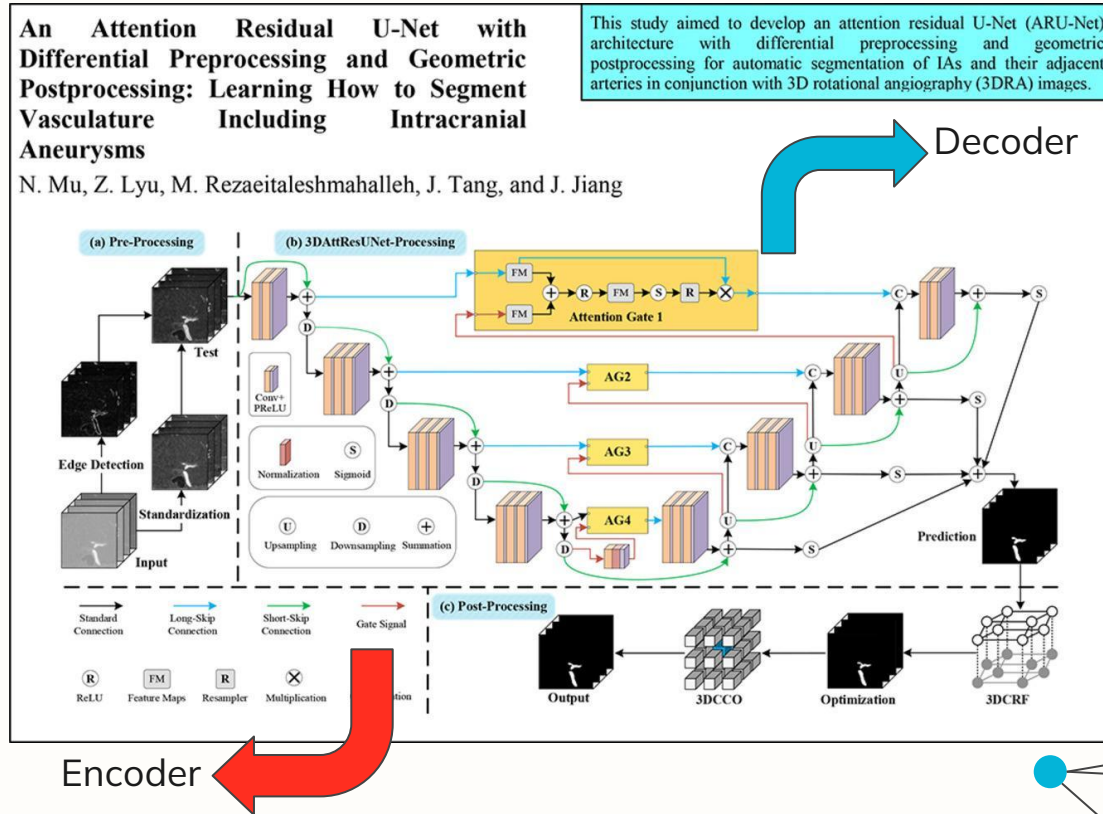 An Attention Residual U-Net with
Differential Preprocessing and Geometric
Postprocessing: Learning How to Segment
Vasculature Including Intracranial
Aneurysms
N. Mu, Z. Lyu, M. Rezaeitaleshmahalleh, J. Tang, and J. Jiang
This study aimed to develop an attention residual U-Net (ARU-Net)
architecture with differential preprocessing and geometric
postprocessing for automatic segmentation of IAs and their adjacent
arteries in conjunction with 3D rotational angiography (3DRA) images.
Decoder
(a) Pre-Processing
Test
Edge Detection
Standardization
Input
(b) 3DAttResUNet-Processing
FM
FM
+
R
FM
S
R
×
Attention Gate 1
+
D
+
D
+
D
+
D
AG2
AG3
AG4
C
+
S
C
U
+
S
C
U
+
S
U
+
S
+
Conv+
PReLU
Normalization
S
Sigmoid
U
Upsampling
D
Downsampling
+
Summation
Prediction
Standard
Connection
Long-Skip
Connection
Short-Skip
Connection
Gate Signal
R
ReLU
FM
Feature Maps
R
Resampler
×
Multiplication
(c) Post-Processing
Output
3DCCO
Optimization
3DCRF
Encoder